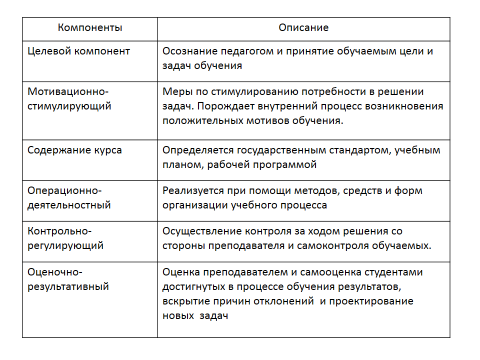 Компоненты Описание
Целевой компонент Осознание педагогом и принятие обучаемым цели и
задач обучения
Мотивационно- Меры по стимулированию потребности в решении
стимулирующий задач. Порождает внутренний процесс возникновения
положительных мотивов обучения.
Содержание курса Определяется государственным стандартом, учебным
планом, рабочей программой
Операционно- Реализуется при помощи методов, средств и форм
деятельностный организации учебного процесса
Контрольно- Осуществление контроля за ходом решения со
регулирующий стороны преподавателя и самоконтроля обучаемых.
Оценочно- Оценка преподавателем и самооценка студентами
результативный достигнутых в процессе обучения результатов,
вскрытие причин отклонений и проектирование
новых задач